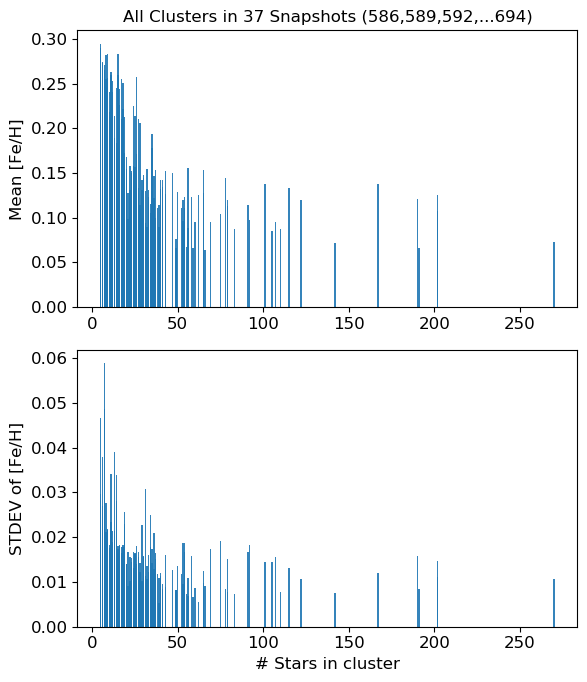 All Clusters in 37 Snapshots (586,589,592,...694)
0.30
0.25
0.20
0.15
0.10
0.05
0.00
Mean [Fe/H]
0 50 100 150 200 250
0.06
0.05
0.04
0.03
0.02
0.01
0.00
STDEV of [Fe/H]
0 50 100 150 200 250
# Stars in cluster